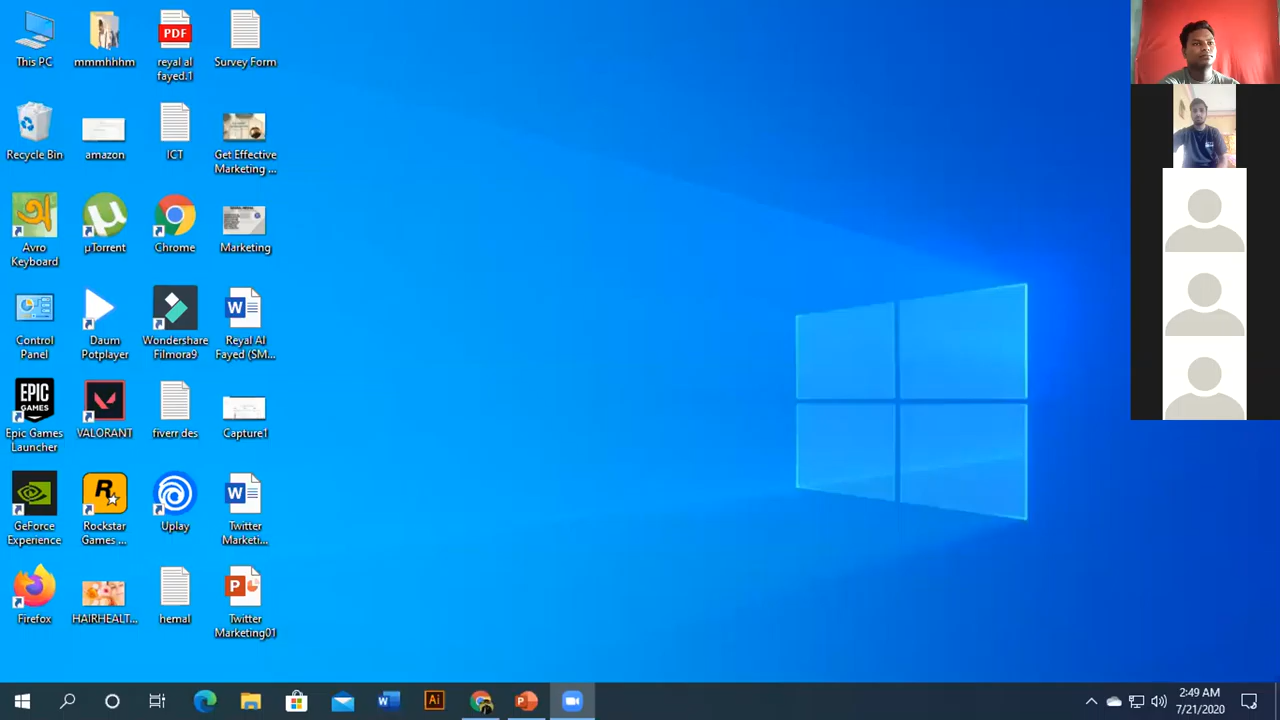 This PC
mmmhhhm
PDF
reyal al
fayed.1
Survey Form
Recycle Bin
amazon
ICT
Get Effective
Marketing ...
অ
Avro
Keyboard
µ
µTorrent
Chrome
Marketing
Control
Panel
Daum
Potplayer
Wondershare
Filmora9
W
Reyal Al
Fayed (SM...
EPIC
GAMES
Epic Games
Launcher
VALORANT
fiverr des
Capture1
GeForce
Experience
R
Rockstar
Games ...
Uplay
W
Twitter
Marketi...
Firefox
HAIRHEALT...
hemal
P
Twitter
Marketing01
W
Ai
P
2:49 AM
7/21/2020